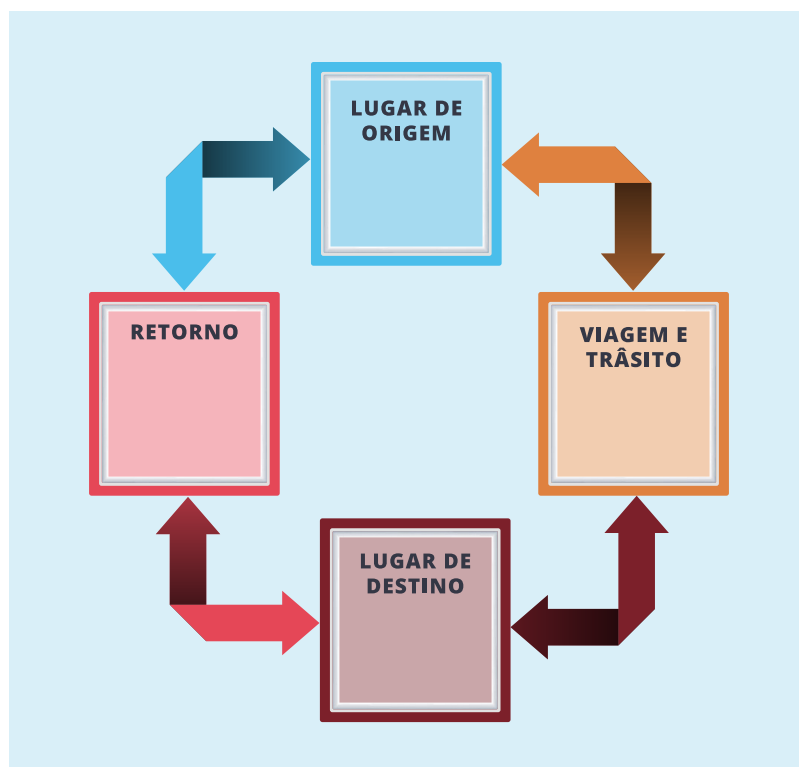 LUGAR DE
ORIGEM
RETORNO
VIAGEM E
TRÂSITO
LUGAR DE
DESTINO